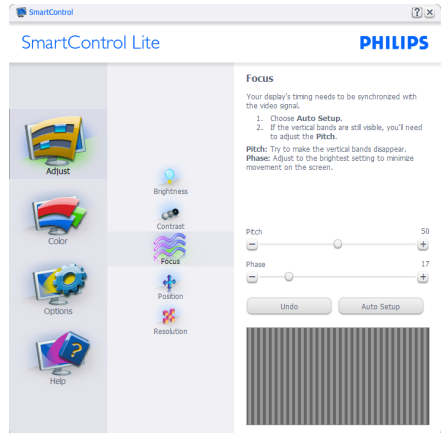 SmartControl
? ×
SmartControl Lite
PHILIPS
Adjust
Color
Options
Help
Brightness
Contrast
Focus
Position
Resolution
Focus
Your display's timing needs to be synchronized with
the video signal.
1. Choose Auto Setup.
2. If the vertical bands are still visible, you'll need
to adjust the Pitch.
Pitch: Try to make the vertical bands disappear.
Phase: Adjust to the brightest setting to minimize
movement on the screen.
Pitch 50
Phase 17
Undo Auto Setup